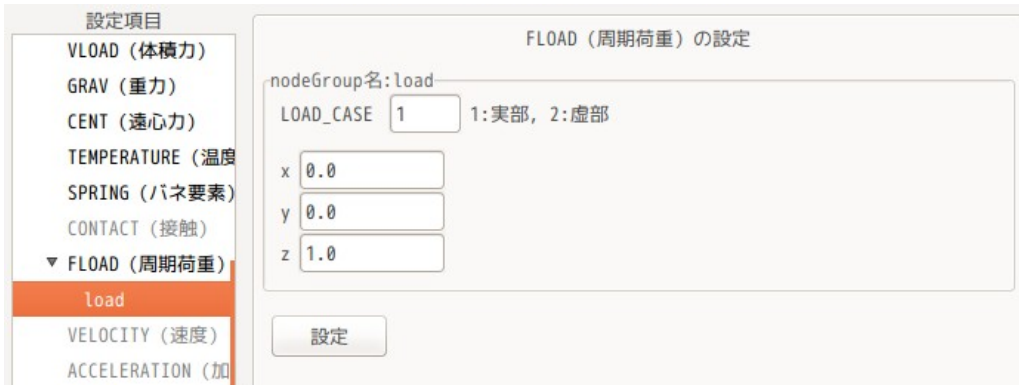 設定項目
VLOAD (体積力)
GRAV (重力)
CENT (遠心力)
TEMPERATURE (温度
SPRING (バネ要素)
CONTACT (接触)
▼ FLOAD (周期荷重)
load
VELOCITY (速度)
ACCELERATION (加
FLOAD (周期荷重) の設定
nodeGroup名:load
LOAD_CASE 1 1:実部, 2:虚部
x 0.0
y 0.0
z 1.0
設定